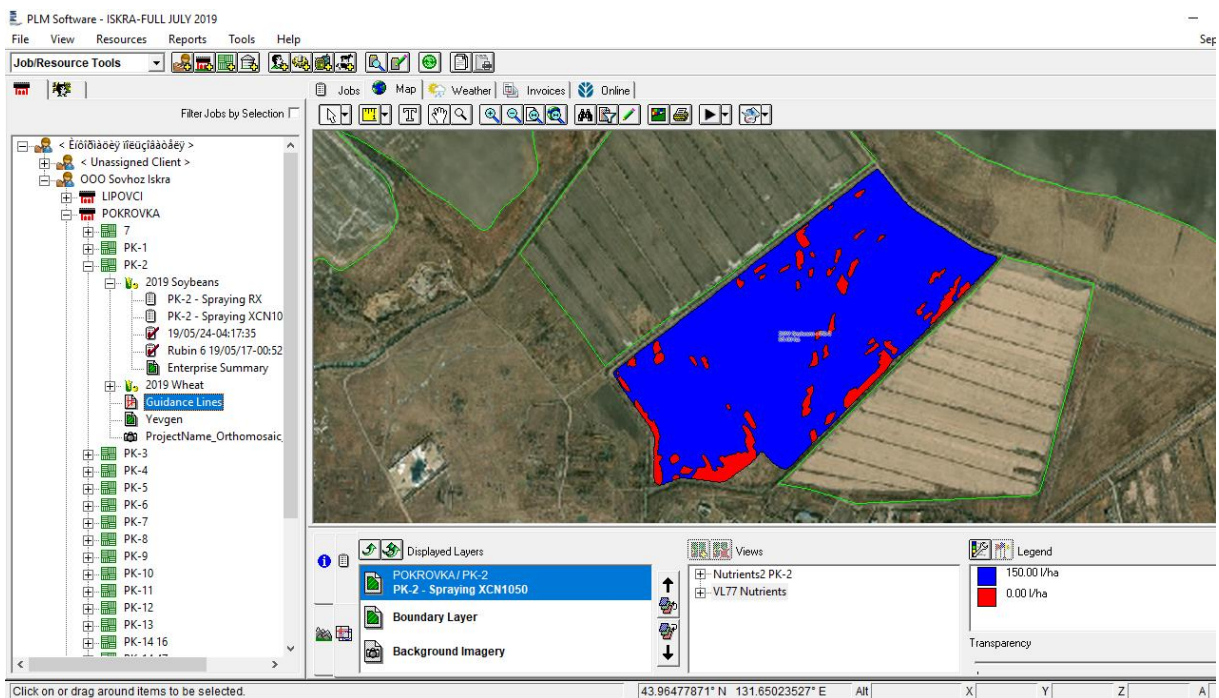 PLM Software - ISKRA-FULL JULY 2019
File View Resources Reports Tools Help
Sep
Job/Resource Tools
Jobs Map Weather Invoices Online
Filter Jobs by Selection
< Èíôîðìàòèÿ ïîëüçîâàòåëÿ >
< Unassigned Client >
OOO Sovhoz Iskra
LIPOVCI
POKROVKA
7
PK-1
PK-2
2019 Soybeans
PK-2 - Spraying RX
PK-2 - Spraying XCN10
19/05/24-04:17:35
Rubin 6 19/05/17-00:52
Enterprise Summary
2019 Wheat
Guidance Lines
Yevgen
ProjectName_Orthomosaic_
PK-3
PK-4
PK-5
PK-6
PK-7
PK-8
PK-9
PK-10
PK-11
PK-12
PK-13
PK-14 16
Displayed Layers
POKROVKA / PK-2
PK-2 - Spraying XCN1050
Boundary Layer
Background Imagery
Views
Nutrients2 PK-2
VL77 Nutrients
Legend
150.00 l/ha
0.00 l/ha
Transparency
Click on or drag around items to be selected.
43.96477871° N 131.65023527° E Alt X Y Z A